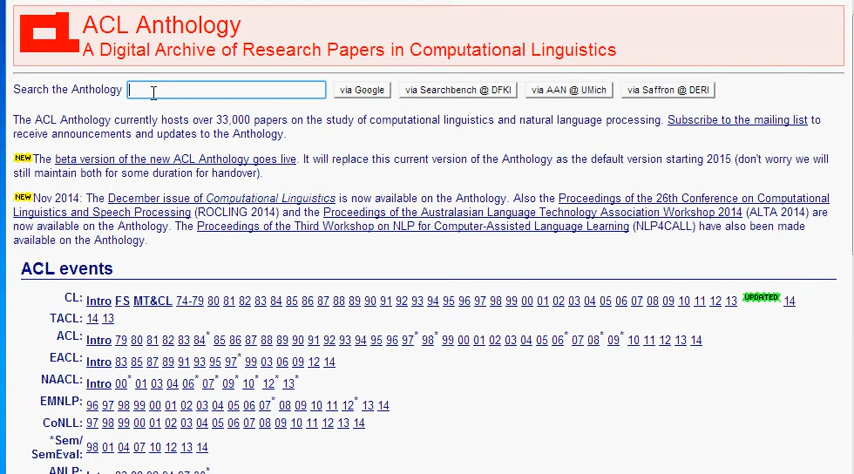 ACL Anthology
A Digital Archive of Research Papers in Computational Linguistics
Search the Anthology via Google via Searchbench @ DFKI via AAN @ UMich via Saffron @ DERI
The ACL Anthology currently hosts over 33,000 papers on the study of computational linguistics and natural language processing. Subscribe to the mailing list to
receive announcements and updates to the Anthology.
NEW The beta version of the new ACL Anthology goes live. It will replace this current version of the Anthology as the default version starting 2015 (don't worry we will
still maintain both for some duration for handover).
NEW Nov 2014: The December issue of Computational Linguistics is now available on the Anthology. Also the Proceedings of the 26th Conference on Computational
Linguistics and Speech Processing (ROCLING 2014) and the Proceedings of the Australasian Language Technology Association Workshop 2014 (ALTA 2014) are
now available on the Anthology. The Proceedings of the Third Workshop on NLP for Computer-Assisted Language Learning (NLP4CALL) have also been made
available on the Anthology.
ACL events
CL: Intro FS MT&CL 74-79 80 81 82 83 84 85 86 87 88 89 90 91 92 93 94 95 96 97 98 99 00 01 02 03 04 05 06 07 08 09 10 11 12 13 UPDATED 14
TACL: 14 13
ACL: Intro 79 80 81 82 83 84* 85 86 87 88 89 90 91 92 93 94 95 96 97* 98* 99 00 01 02 03 04 05 06* 07 08* 09* 10 11 12 13 14
EACL: Intro 83 85 87 89 91 93 95 97* 99 03 06 09 12 14
NAACL: Intro 00* 01 03 04 06* 07* 09* 10* 12* 13*
EMNLP: 96 97 98 99 00 01 02 03 04 05 06 07* 08 09 10 11 12* 13 14
CoNLL: 97 98 99 00 01 02 03 04 05 06 07 08 09 10 11 12 13 14
*Sem/
SemEval: 98 01 04 07 10 12 13 14